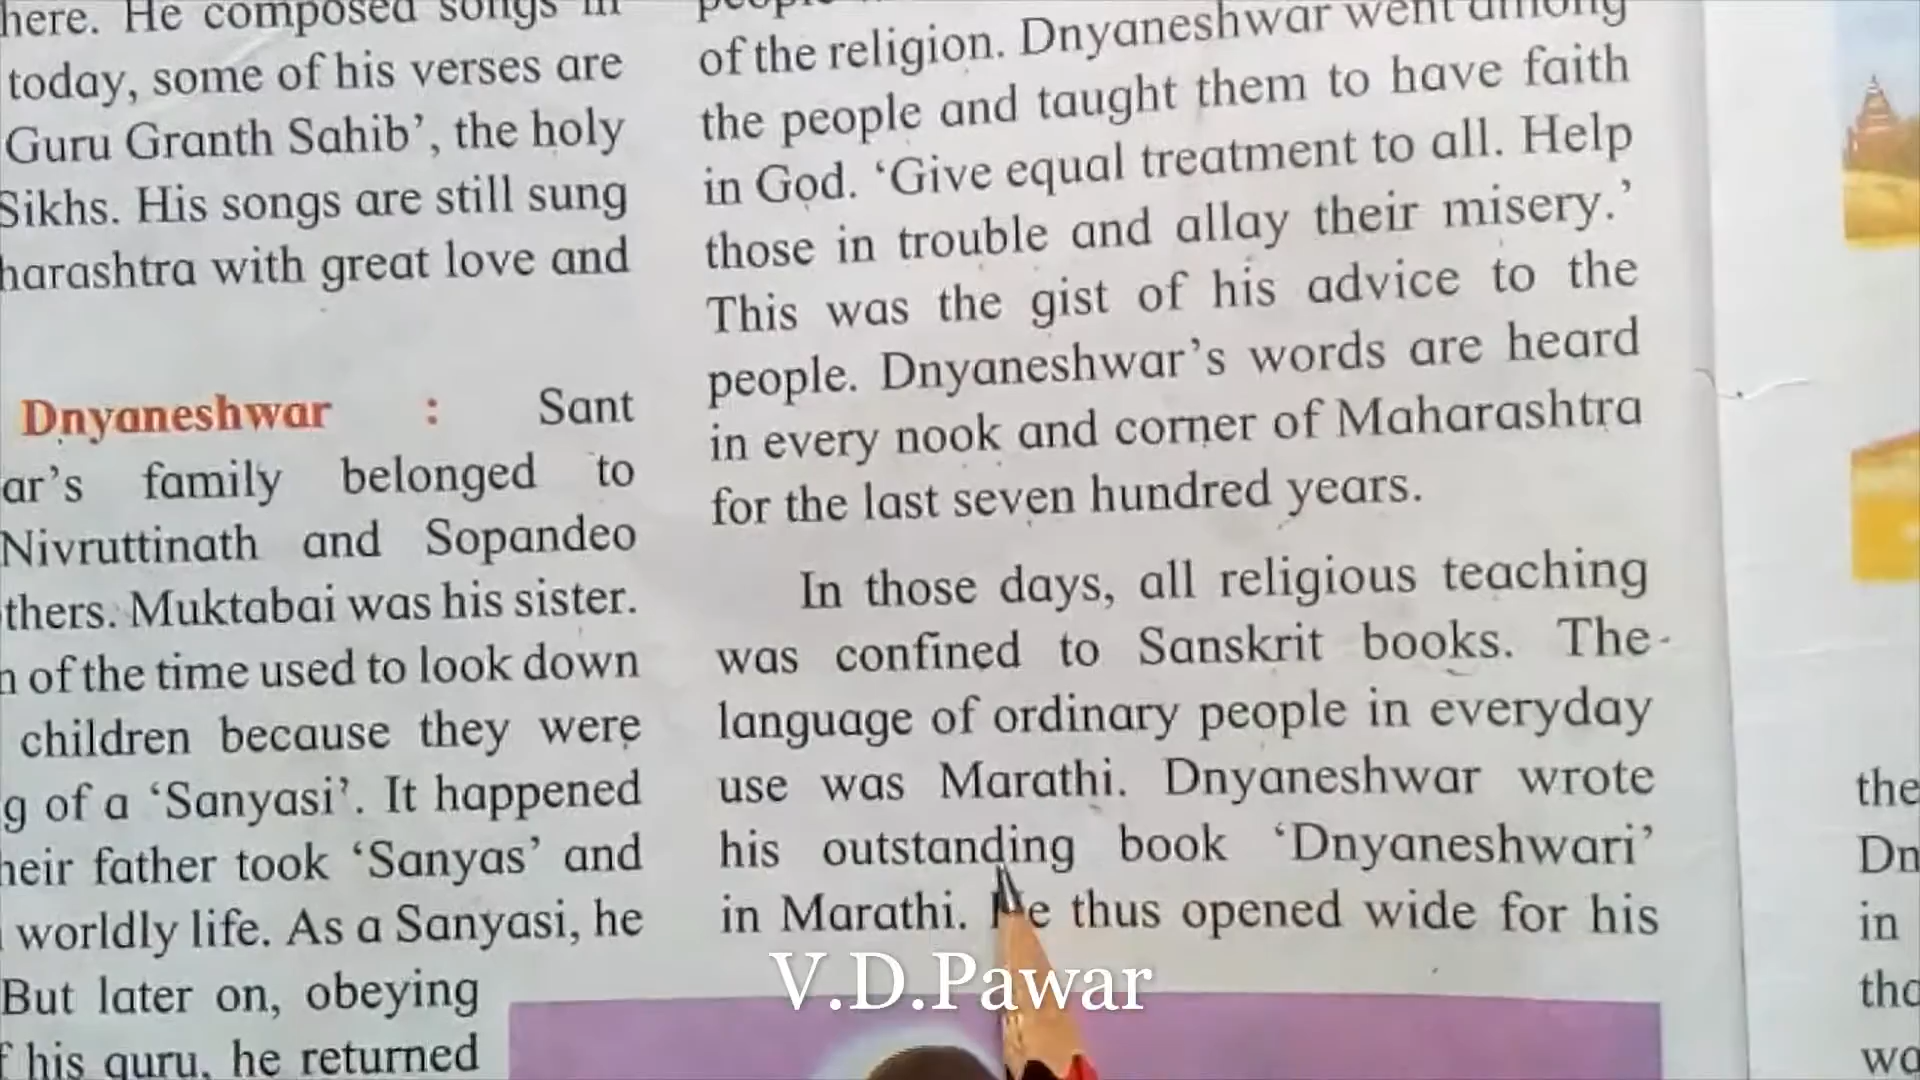 here. He composed songs in
today, some of his verses are
Guru Granth Sahib’, the holy
Sikhs. His songs are still sung
harashtra with great love and
Dnyaneshwar : Sant
ar’s family belonged to
Nivruttinath and Sopandeo
thers. Muktabai was his sister.
n of the time used to look down
children because they were
g of a ‘Sanyasi’. It happened
heir father took ‘Sanyas’ and
worldly life. As a Sanyasi, he
But later on, obeying
f his guru, he returned
people
of the religion. Dnyaneshwar went among
the people and taught them to have faith
in God. ‘Give equal treatment to all. Help
those in trouble and allay their misery.’
This was the gist of his advice to the
people. Dnyaneshwar’s words are heard
in every nook and corner of Maharashtra
for the last seven hundred years.
In those days, all religious teaching
was confined to Sanskrit books. The
language of ordinary people in everyday
use was Marathi. Dnyaneshwar wrote
his outstanding book ‘Dnyaneshwari’
in Marathi. He thus opened wide for his
V.D.Pawar
the
Dn
in
tho
wo